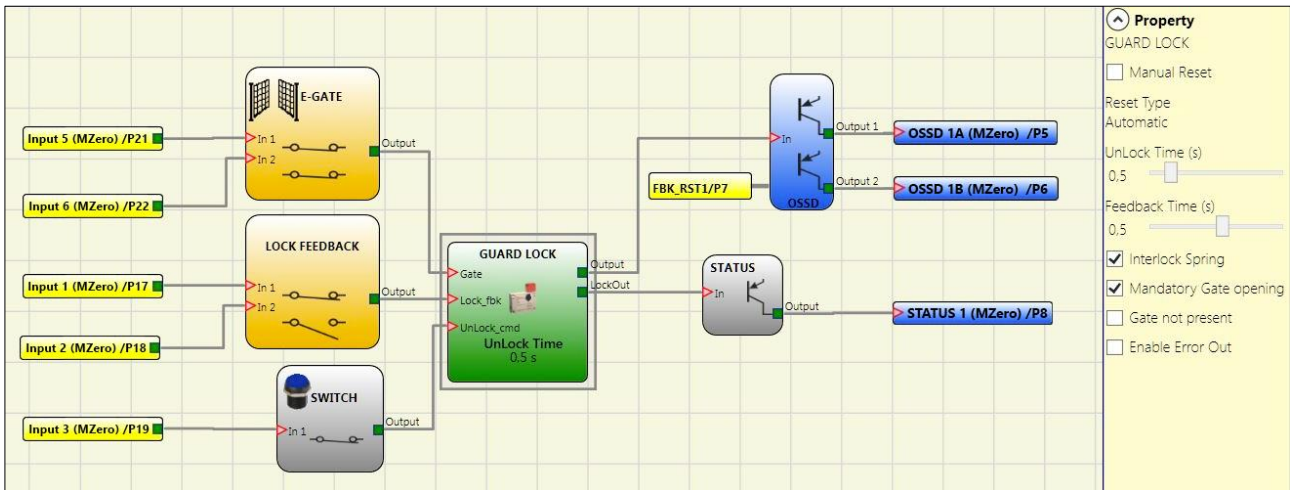 E-GATE
Input 5 (MZero) /P21
In 1
In 2
Output
Input 6 (MZero) /P22
LOCK FEEDBACK
Input 1 (MZero) /P17
In 1
In 2
Output
Input 2 (MZero) /P18
SWITCH
Input 3 (MZero) /P19
In 1
Output
GUARD LOCK
Gate
Lock_fbk
UnLock_cmd
Output
LockOut
UnLock Time
0.5 s
In
FBK_RST1/P7
OSSD
Output 1
OSSD 1A (MZero) /P5
Output 2
OSSD 1B (MZero) /P6
STATUS
In
Output
STATUS 1 (MZero) /P8
Property
GUARD LOCK
Manual Reset
Reset Type
Automatic
UnLock Time (s)
0,5
Feedback Time (s)
0,5
Interlock Spring
Mandatory Gate opening
Gate not present
Enable Error Out